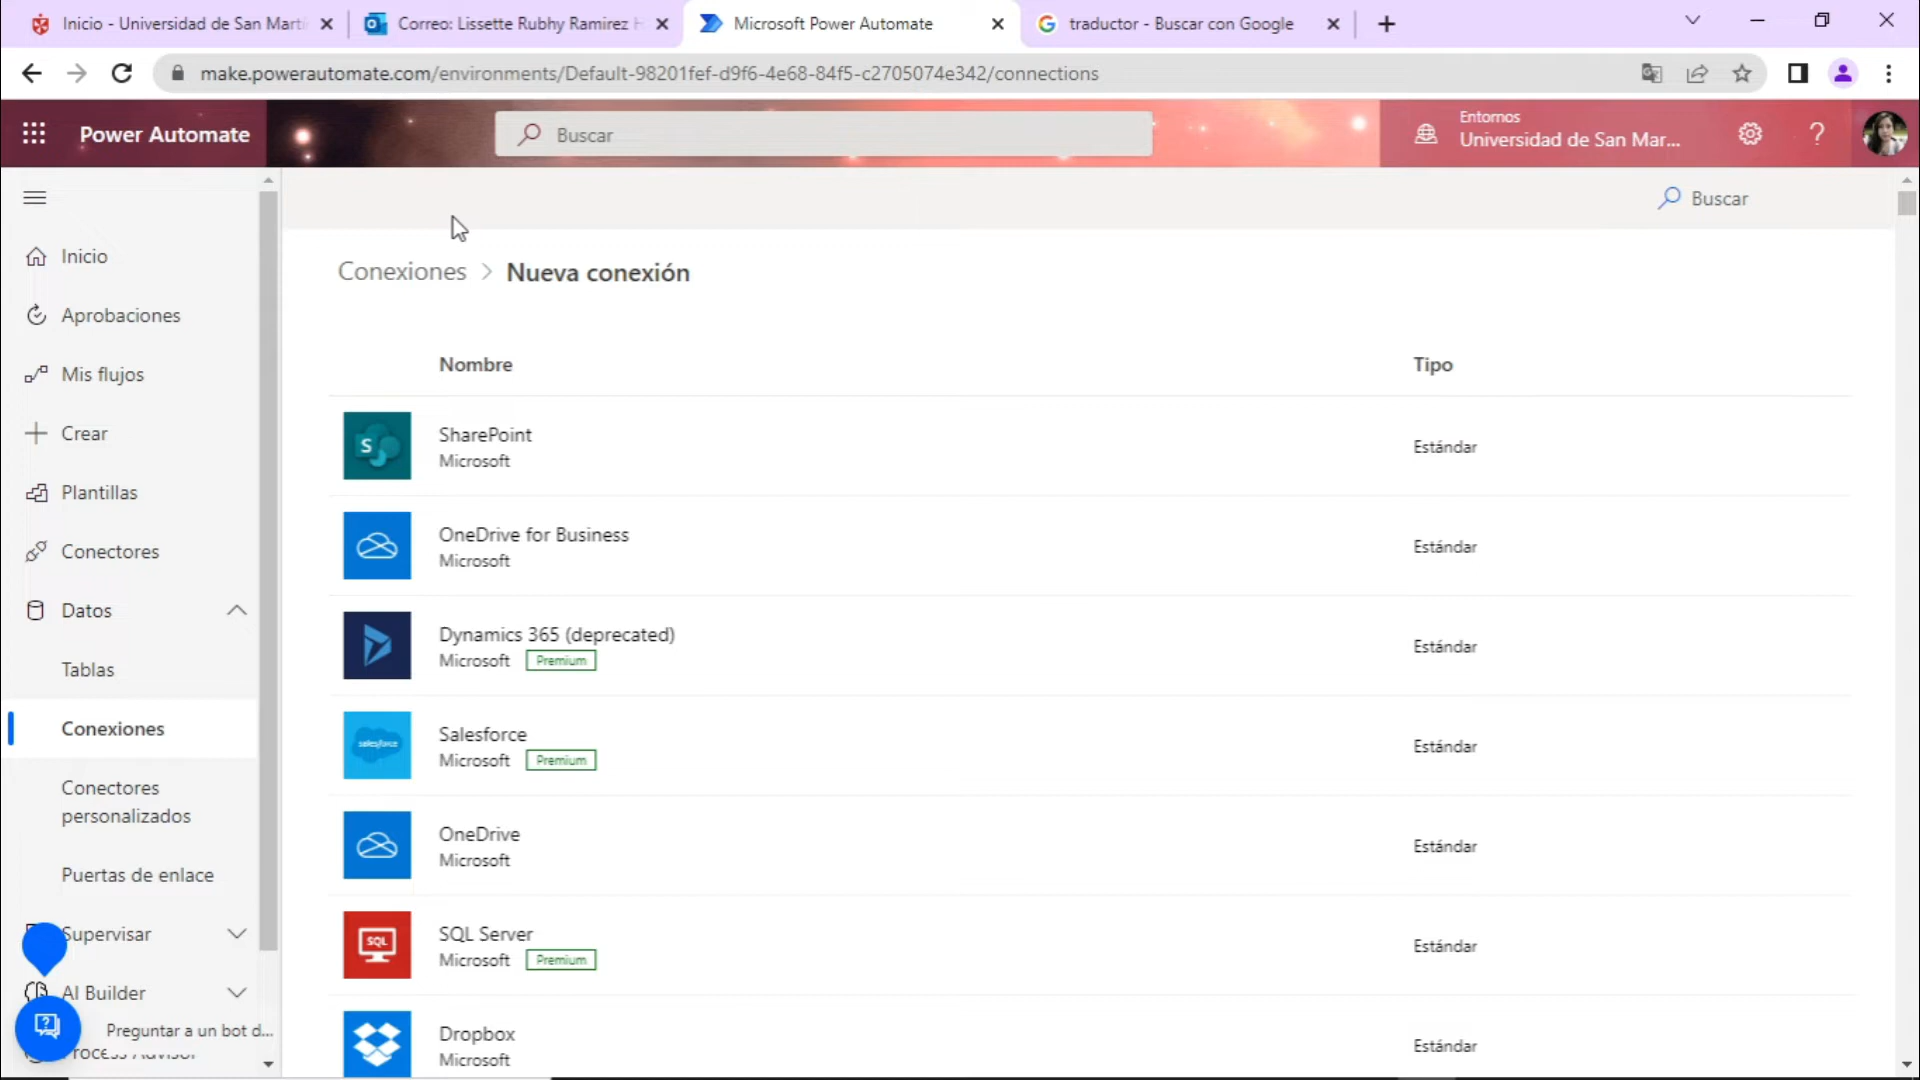 Inicio - Universidad de San Marti
Correo: Lissette Rubhy Ramirez H
Microsoft Power Automate
traductor - Buscar con Google
make.powerautomate.com/environments/Default-98201fef-d9f6-4e68-84f5-c2705074e342/connections
Power Automate
Buscar
Entornos
Universidad de San Mar...
Buscar
Inicio
Aprobaciones
Mis flujos
Crear
Plantillas
Conectores
Datos
Tablas
Conexiones
Conectores
personalizados
Puertas de enlace
Supervisar
AI Builder
Preguntar a un bot d...
Conexiones > Nueva conexión
Nombre Tipo
SharePoint
Microsoft
Estándar
OneDrive for Business
Microsoft
Estándar
Dynamics 365 (deprecated)
Microsoft Premium
Estándar
salesforce
Salesforce
Microsoft Premium
Estándar
OneDrive
Microsoft
Estándar
SQL
SQL Server
Microsoft Premium
Estándar
Dropbox
Microsoft
Estándar